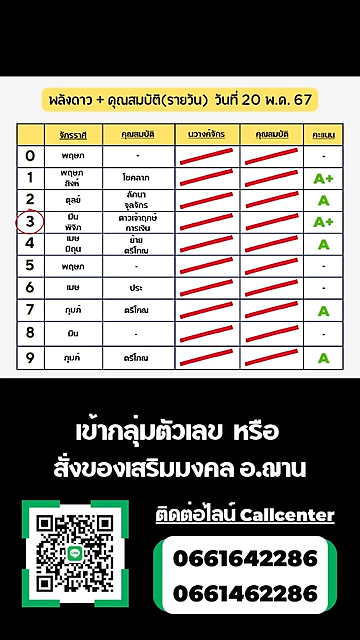 พลังดาว + คุณสมบัติ(รายวัน) วันที่ 20 พ.ค. 67
จักรราศี คุณสมบัติ นวางค์จักร คุณสมบัติ คะแนน
0 พฤษภ - -
1 พฤษภ สิงห์ โชคลาภ A+
2 ตุลย์ ลัคนา จุลจักร A
3 มีน พิจิก ดาวเจ้าฤกษ์ การเงิน A+
4 เมษ มิถุน ย้าย ตรีโกณ A
5 พฤษภ - -
6 เมษ ประ -
7 กุมภ์ ตรีโกณ A
8 มีน - -
9 กุมภ์ ตรีโกณ A
เข้ากลุ่มตัวเลข หรือ
สั่งของเสริมมงคล อ.ฌาน
ติดต่อไลน์ Callcenter
0661642286
0661462286